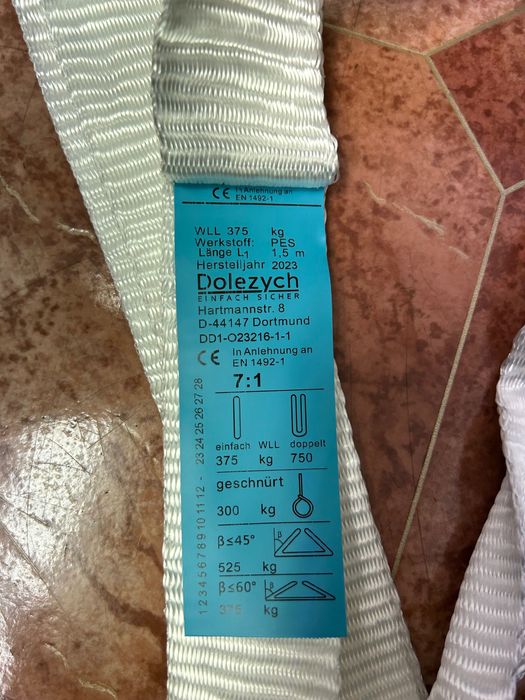 CE In Anlehnung an
EN 1492-1
WLL 375 kg
Werkstoff: PES
Länge L1 1,5 m
Herstelljahr 2023
Dolezych
EINFACH SICHER
Hartmannstr. 8
D-44147 Dortmund
DD1-O23216-1-1
CE In Anlehnung an
EN 1492-1
7:1
einfach WLL doppelt
375 kg 750
geschnürt
300 kg
β≤45° β
525 kg
β≤60° β
375 kg
1 2 3 4 5 6 7 8 9 10 11 12 - 23 24 25 26 27 28